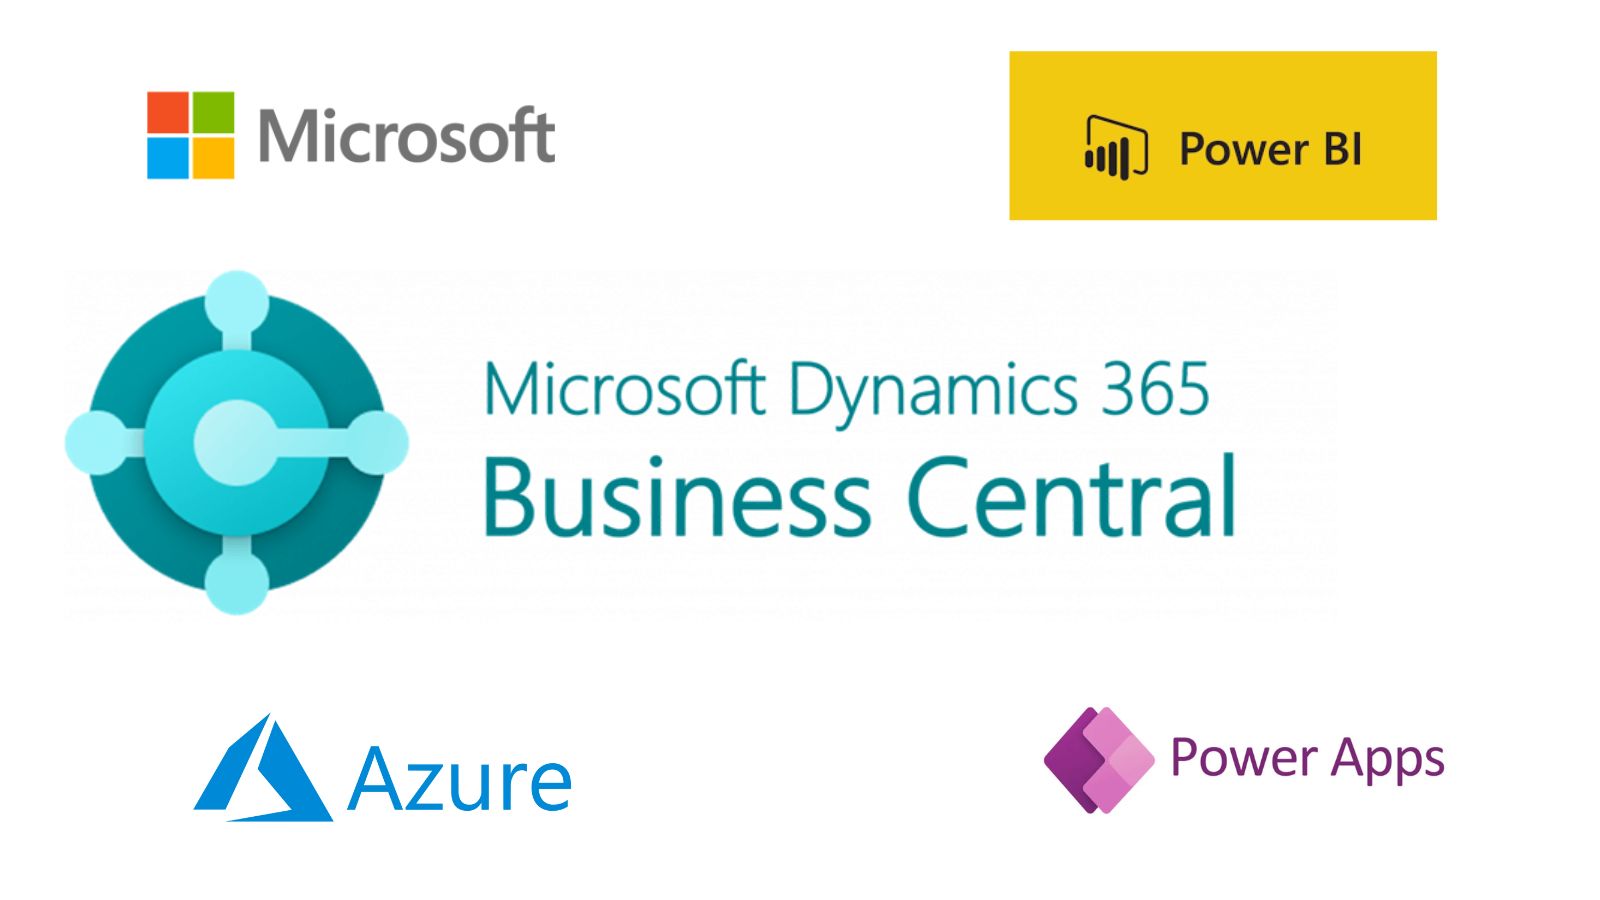 Microsoft
Power BI
Microsoft Dynamics 365
Business Central
Azure
Power Apps